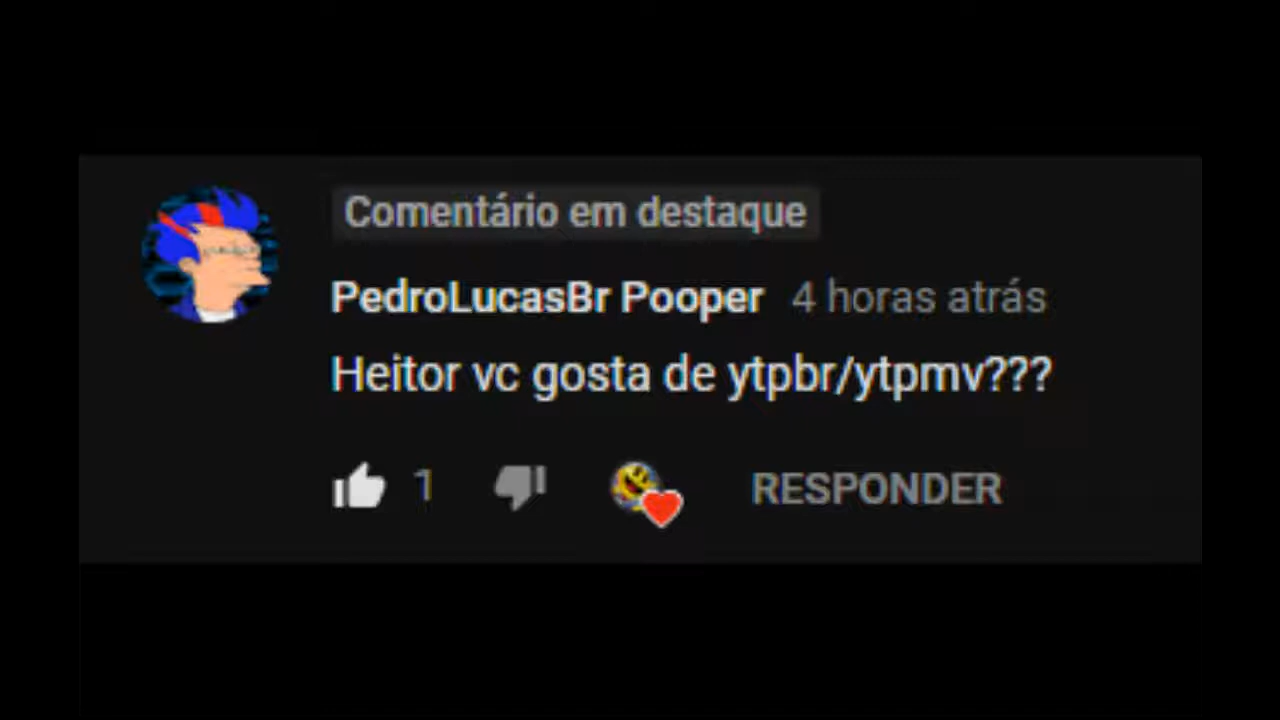 Comentário em destaque
PedroLucasBr Pooper 4 horas atrás
Heitor vc gosta de ytpbr/ytpmv???
1 RESPONDER